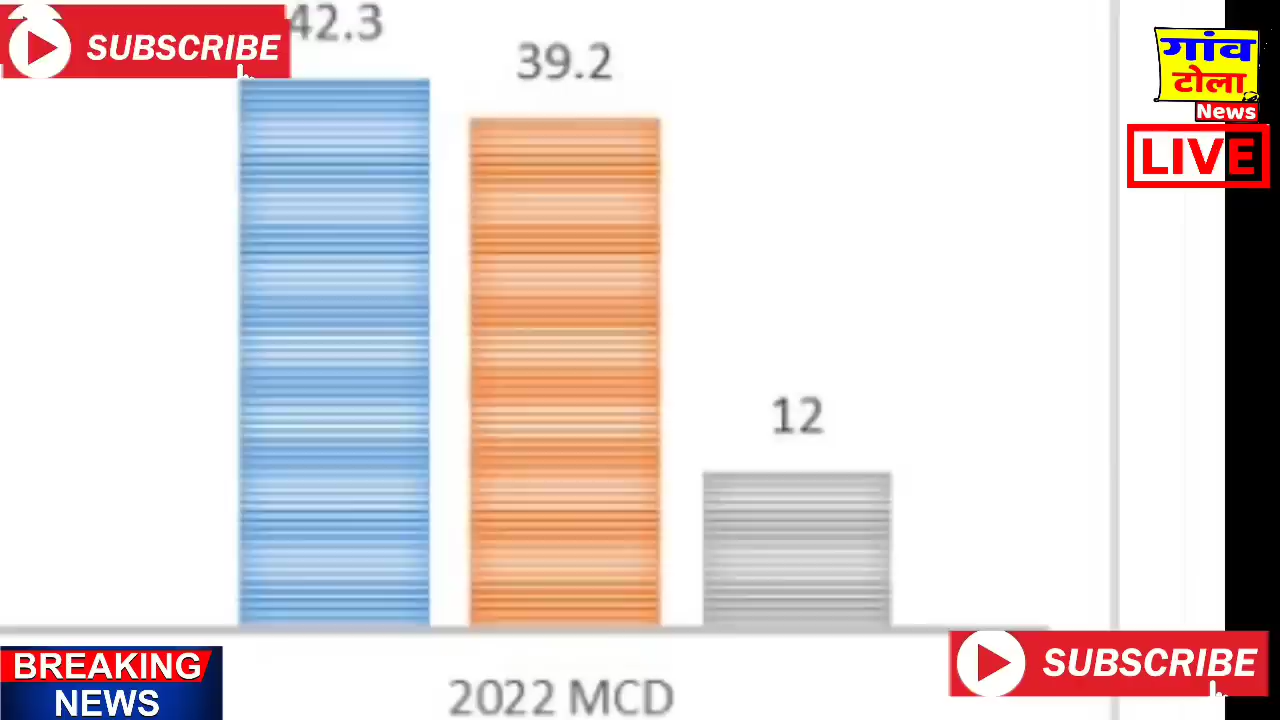 SUBSCRIBE
42.3
39.2
12
2022 MCD
गांव
टोला
News
LIVE
BREAKING
NEWS
SUBSCRIBE